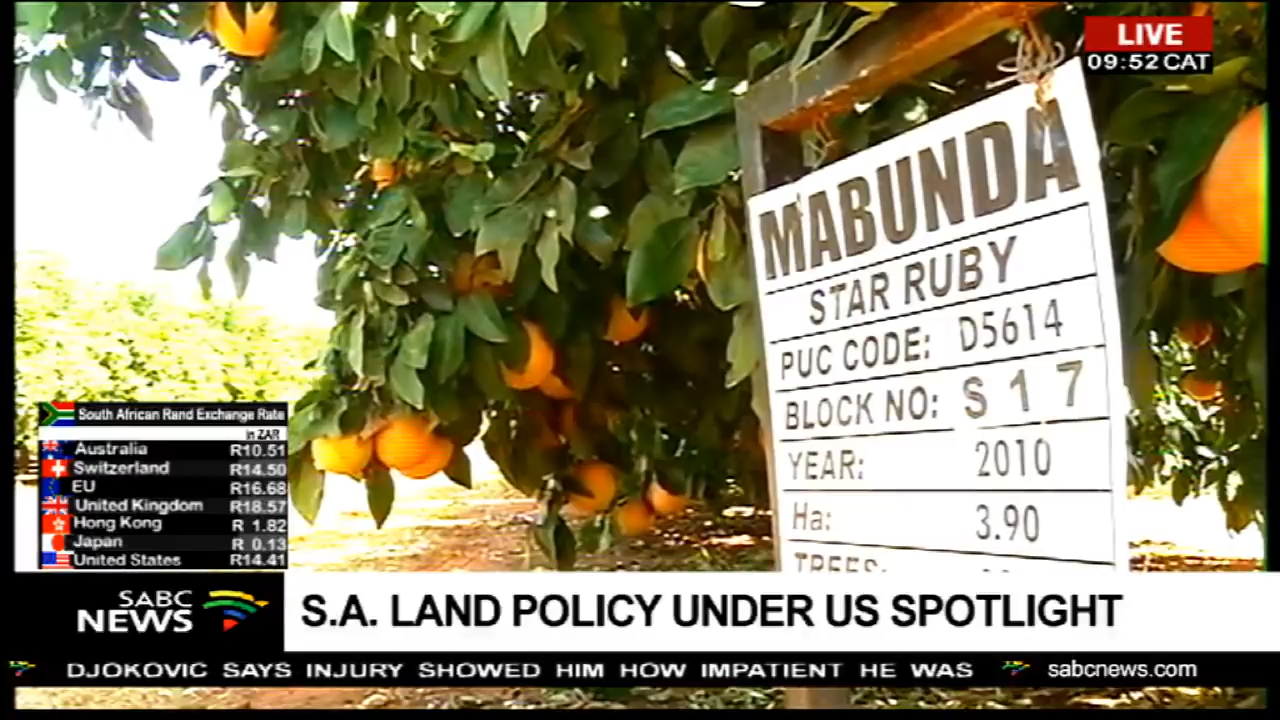 LIVE
09:52 CAT
MABUNDA
STAR RUBY
PUC CODE: D5614
BLOCK NO: S 1 7
YEAR: 2010
Ha: 3.90
TREES:
South African Rand Exchange Rate
in ZAR
Australia R10.51
Switzerland R14.50
EU R16.68
United Kingdom R18.57
Hong Kong R 1.82
Japan R 0.13
United States R14.41
SABC
NEWS
S.A. LAND POLICY UNDER US SPOTLIGHT
DJOKOVIC SAYS INJURY SHOWED HIM HOW IMPATIENT HE WAS sabcnews.com